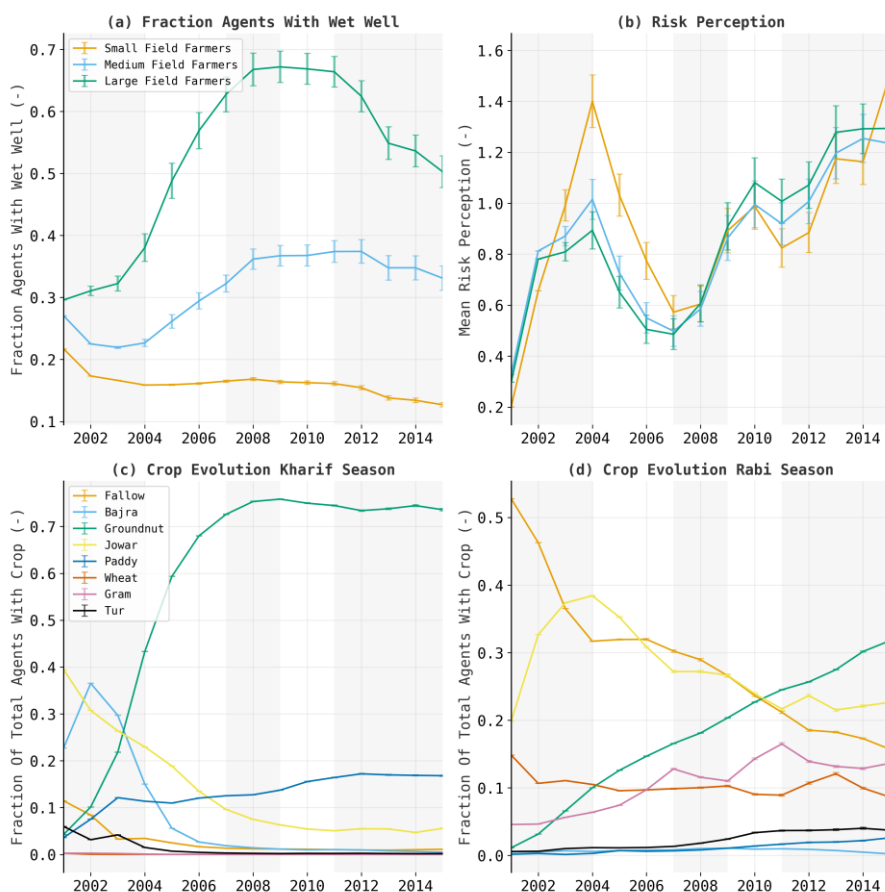 (a) Fraction Agents With Wet Well
Fraction Agents With Wet Well (-)
0.7
0.6
0.5
0.4
0.3
0.2
0.1
Small Field Farmers
Medium Field Farmers
Large Field Farmers
2002 2004 2006 2008 2010 2012 2014
(b) Risk Perception
Mean Risk Perception (-)
1.6
1.4
1.2
1.0
0.8
0.6
0.4
0.2
2002 2004 2006 2008 2010 2012 2014
(c) Crop Evolution Kharif Season
Fraction Of Total Agents With Crop (-)
0.7
0.6
0.5
0.4
0.3
0.2
0.1
0.0
Fallow
Bajra
Groundnut
Jowar
Paddy
Wheat
Gram
Tur
2002 2004 2006 2008 2010 2012 2014
(d) Crop Evolution Rabi Season
Fraction Of Total Agents With Crop (-)
0.5
0.4
0.3
0.2
0.1
0.0
2002 2004 2006 2008 2010 2012 2014